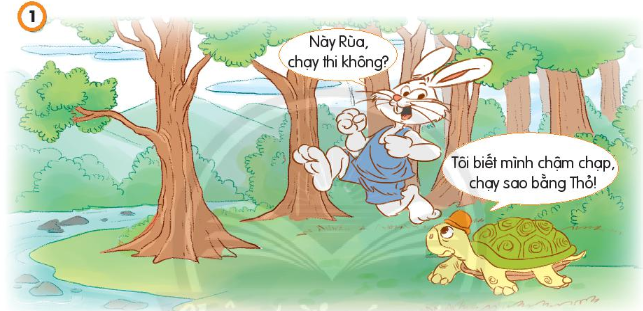 1
Này Rùa,
chạy thi không?
Tôi biết mình chậm chạp,
chạy sao bằng Thỏ!